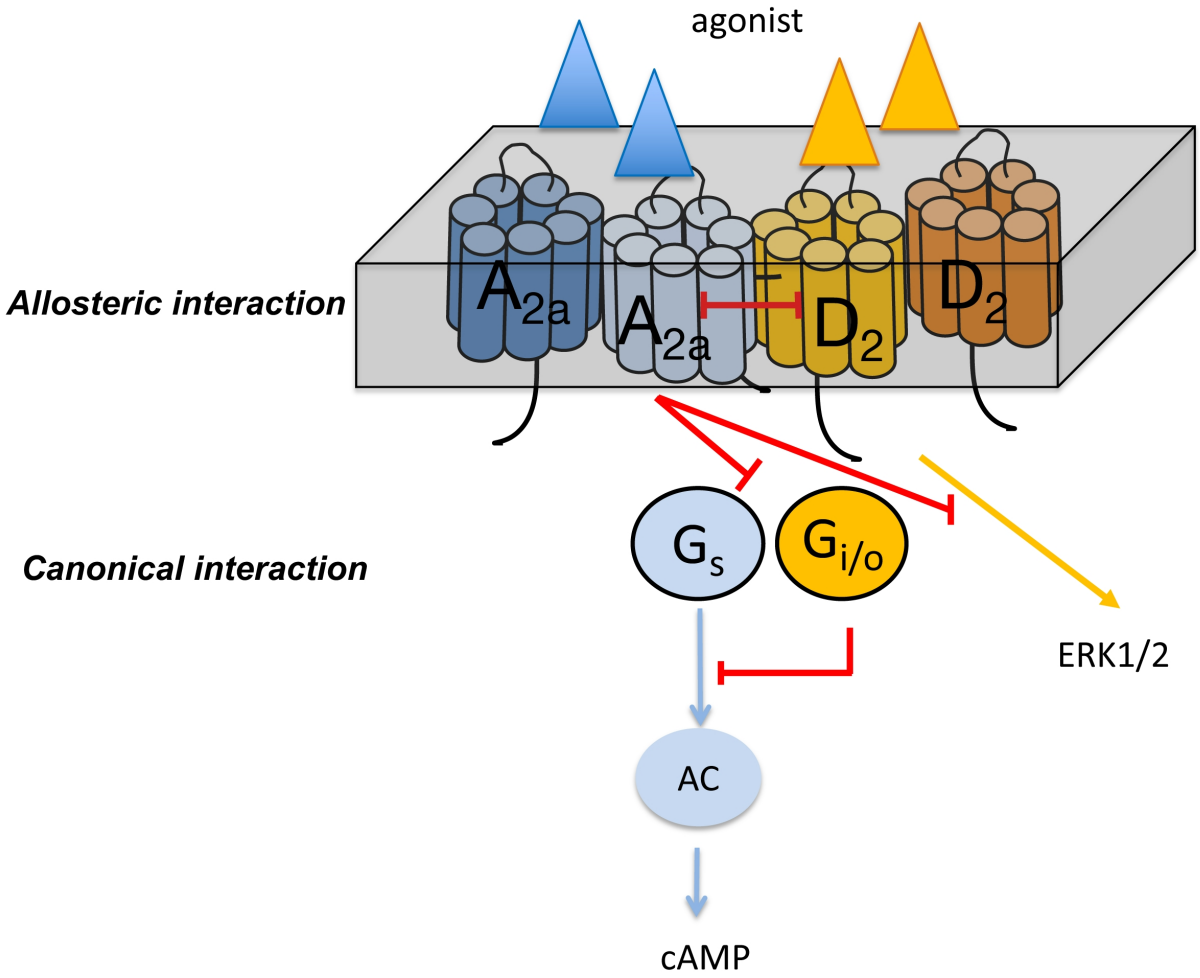 agonist
A2a
A2a
D2
D2
Allosteric interaction
Gs
Gi/o
Canonical interaction
ERK1/2
AC
cAMP